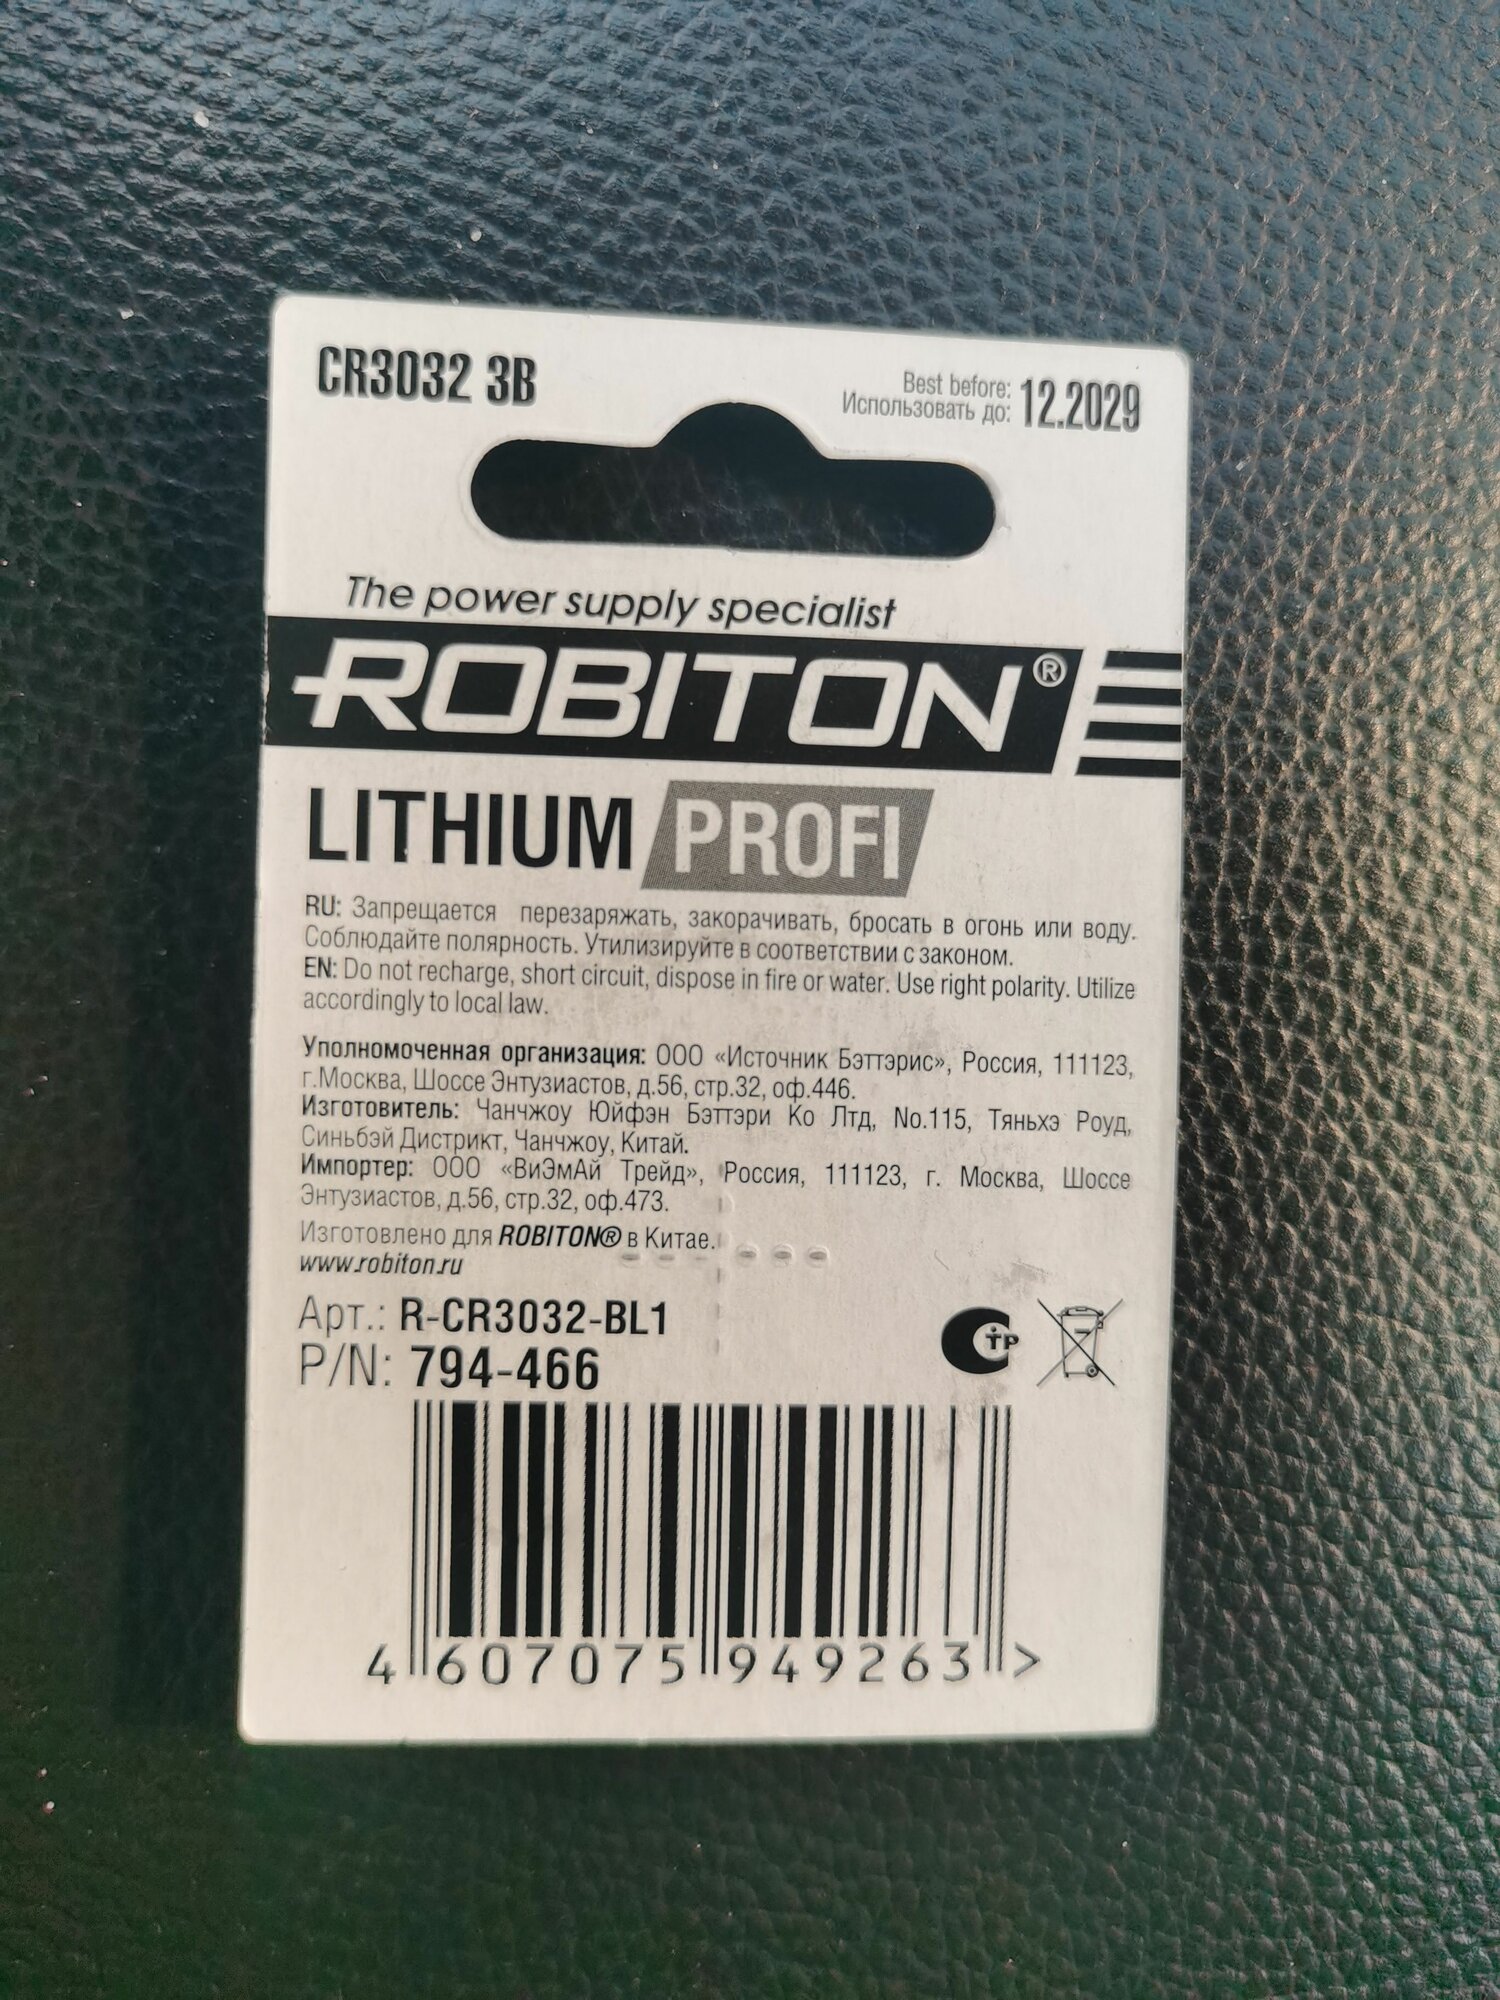 CR3032 3В
Best before:
Использовать до: 12.2029
The power supply specialist
ROBITON®
LITHIUM PROFI
RU: Запрещается перезаряжать, закорачивать, бросать в огонь или воду.
Соблюдайте полярность. Утилизируйте в соответствии с законом.
EN: Do not recharge, short circuit, dispose in fire or water. Use right polarity. Utilize
accordingly to local law.
Уполномоченная организация: ООО «Источник Бэттэрис», Россия, 111123,
г.Москва, Шоссе Энтузиастов, д.56, стр.32, оф.446.
Изготовитель: Чанчжоу Юйфэн Бэттэри Ко Лтд, No.115, Тяньхэ Роуд,
Синьбэй Дистрикт, Чанчжоу, Китай.
Импортер: ООО «ВиЭмАй Трейд», Россия, 111123, г. Москва, Шоссе
Энтузиастов, д.56, стр.32, оф.473.
Изготовлено для ROBITON® в Китае.
www.robiton.ru
Арт.: R-CR3032-BL1
P/N: 794-466
СТР
4 607075 949263 >